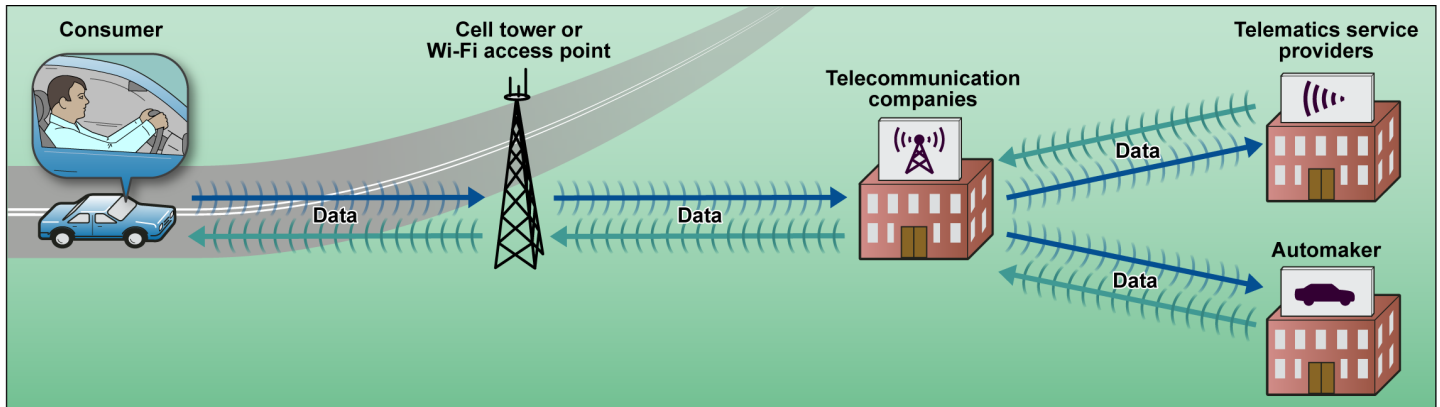 Consumer
Cell tower or
Wi-Fi access point
Telecommunication
companies
Telematics service
providers
Data
Data
Data
Automaker
Data